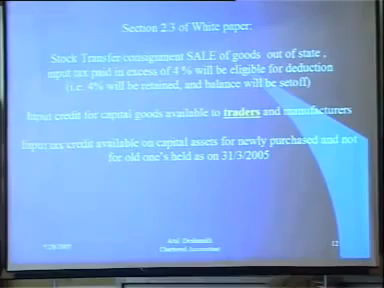 Section 2.3 of White paper:
Stock Transfer/consignment SALE of goods out of state ,
input tax paid in excess of 4 % will be eligible for deduction
(i.e. 4% will be retained, and balance will be setoff)
Input credit for capital goods available to traders and manufacturers
Input tax credit available on capital assets for newly purchased and not
for old one's held as on 31/3/2005
Chartered Accountant
12